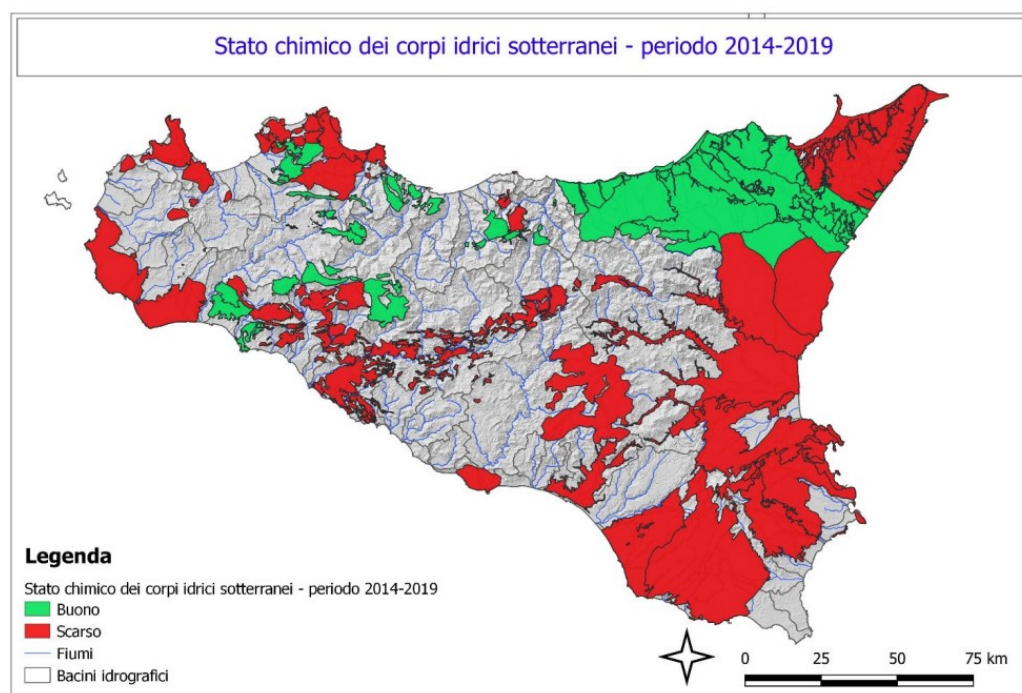 Stato chimico dei corpi idrici sotterranei - periodo 2014-2019
Legenda
Stato chimico dei corpi idrici sotterranei - periodo 2014-2019
Buono
Scarso
Fiumi
Bacini idrografici
0 25 50 75 km